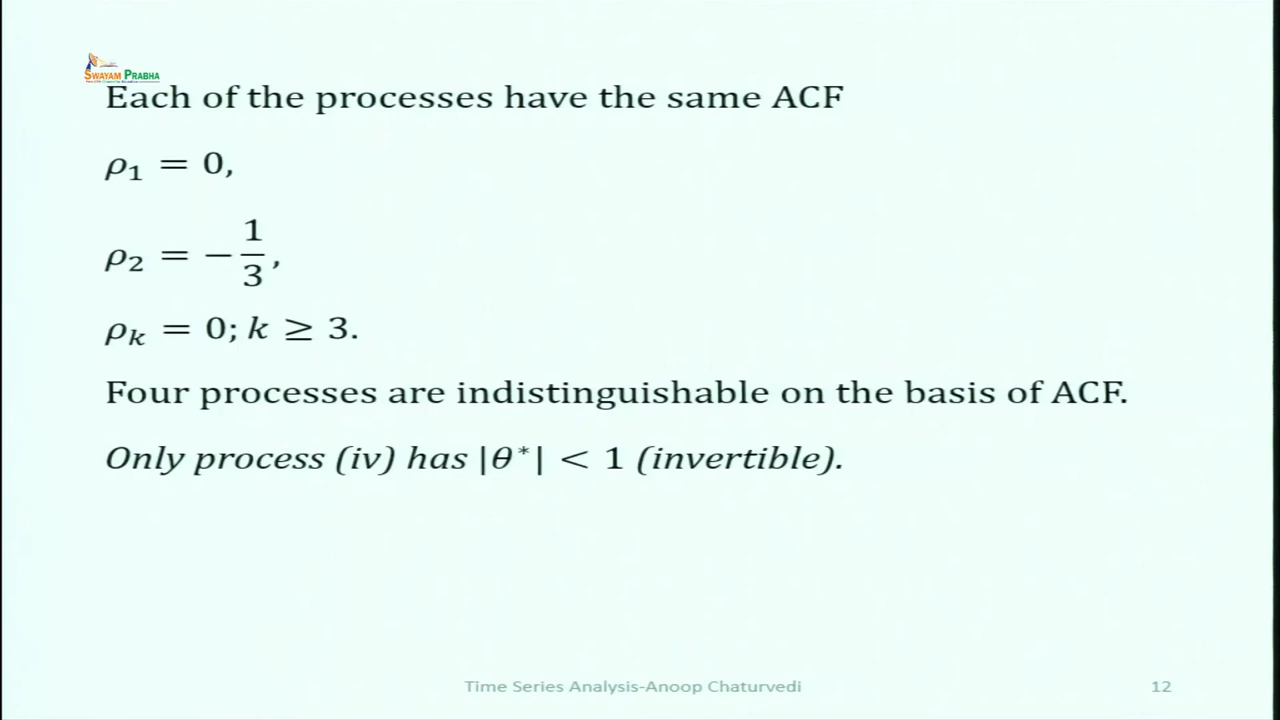 SWAYAM PRABHA
Each of the processes have the same ACF
ρ₁ = 0,
ρ₂ = −1/3,
ρₖ = 0; k ≥ 3.
Four processes are indistinguishable on the basis of ACF.
Only process (iv) has |θ*| < 1 (invertible).
Time Series Analysis-Anoop Chaturvedi
12